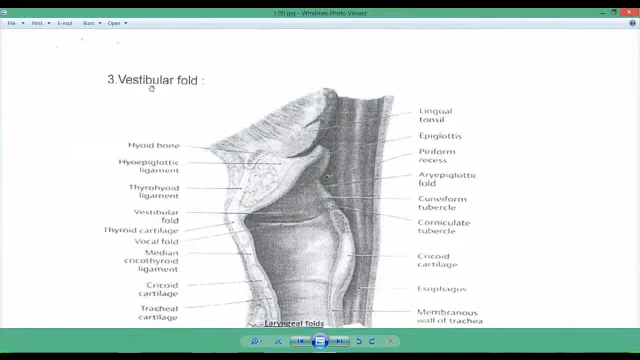 3 (9).jpg - Windows Photo Viewer
File Print E-mail Burn Open
3.Vestibular fold :
Hyoid bone
Hyoepiglottic
ligament
Thyrohyoid
ligament
Vestibular
fold
Thyroid cartilage
Vocal fold
Median
cricothyroid
ligament
Cricoid
cartilage
Tracheal
cartilage
Lingual
tonsil
Epiglottis
Piriform
recess
Aryepiglottic
fold
Cuneiform
tubercle
Corniculate
tubercle
Cricoid
cartilage
Esophagus
Membranous
wall of trachea
Laryngeal folds